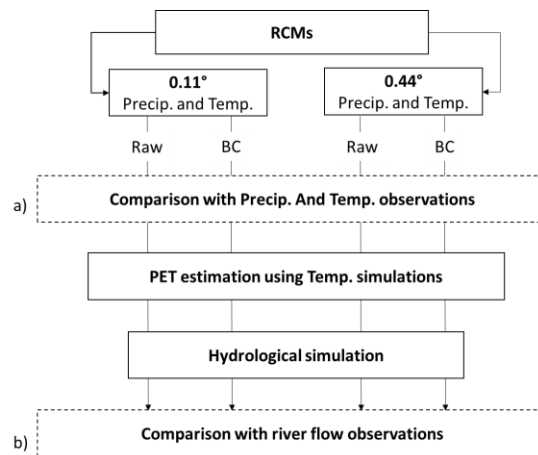 RCMs
0.11°
Precip. and Temp.
0.44°
Precip. and Temp.
Raw
BC
Raw
BC
a)
Comparison with Precip. And Temp. observations
PET estimation using Temp. simulations
Hydrological simulation
b)
Comparison with river flow observations